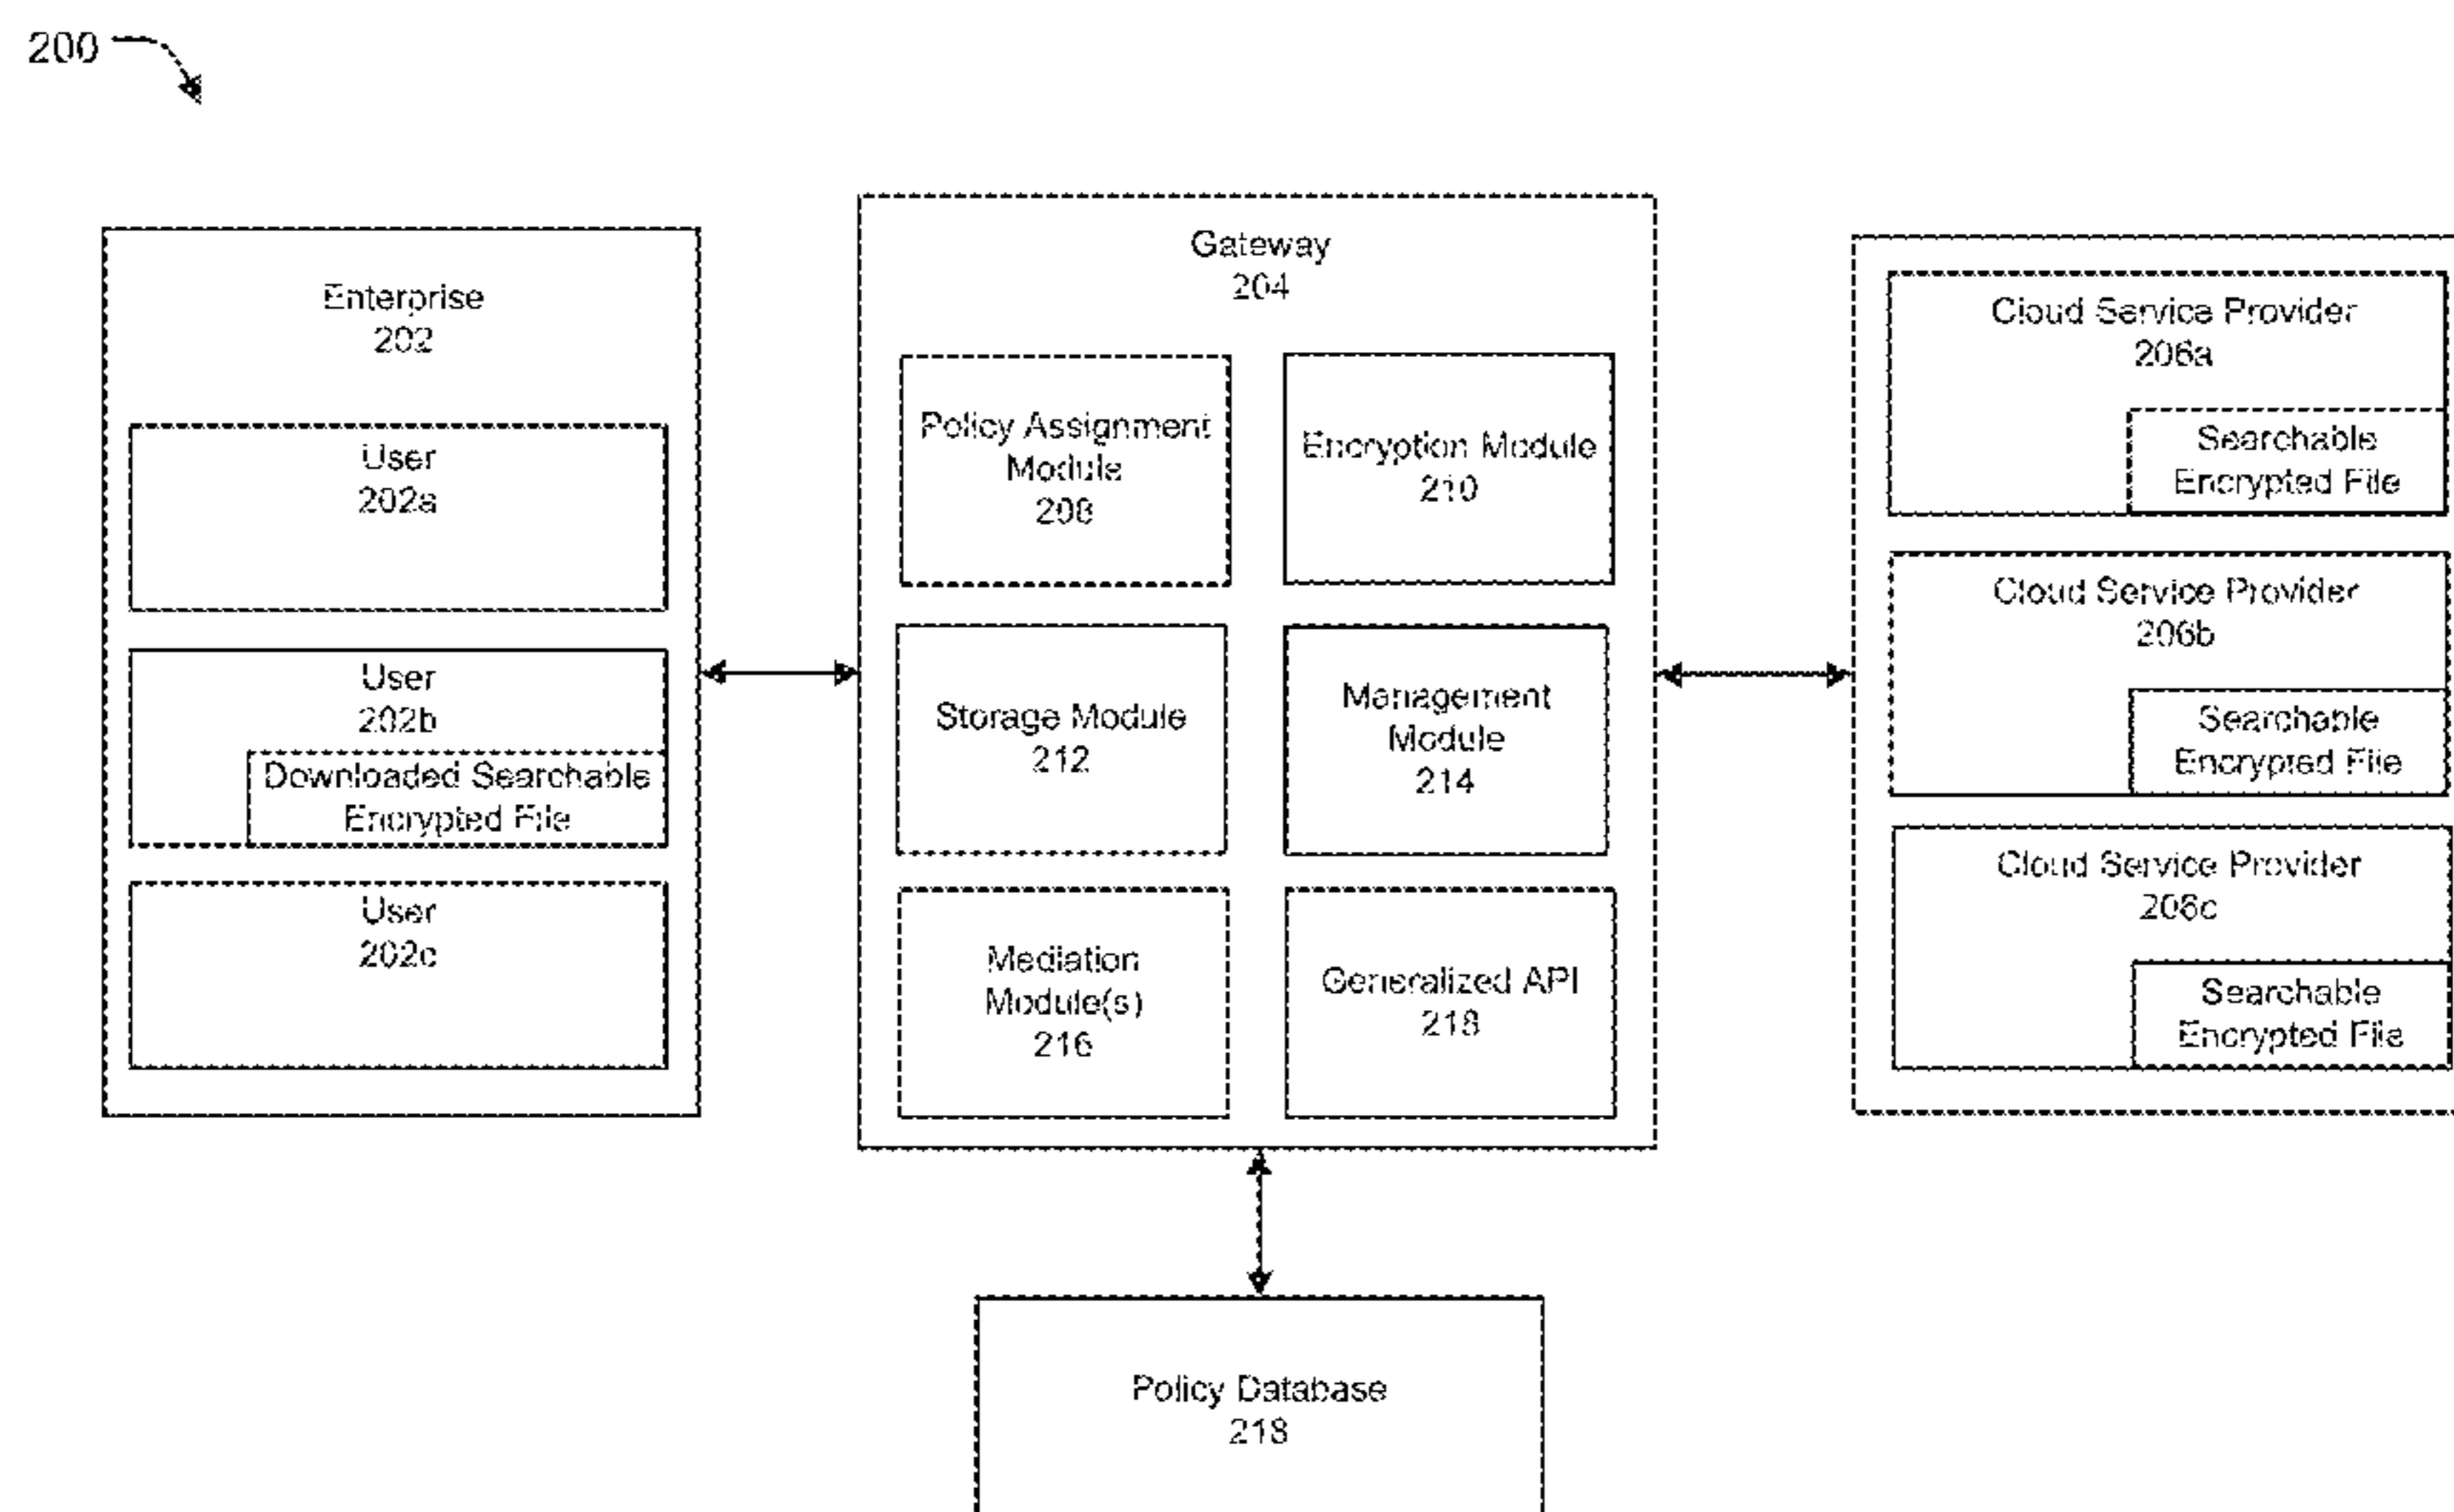 200
Enterprise
202
User
202a
User
202b
Downloaded Searchable
Encrypted File
User
202c
Gateway
204
Policy Assignment
Module
208
Encryption Module
210
Storage Module
212
Management
Module
214
Mediation
Module(s)
216
Generalized API
218
Cloud Service Provider
206a
Searchable
Encrypted File
Cloud Service Provider
206b
Searchable
Encrypted File
Cloud Service Provider
206c
Searchable
Encrypted File
Policy Database
218